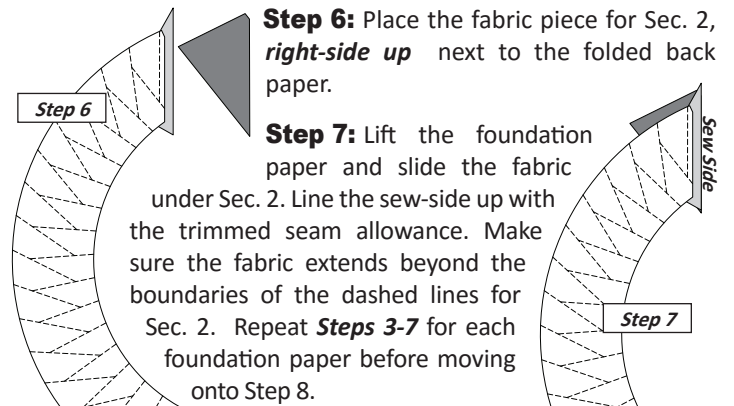 Step 6: Place the fabric piece for Sec. 2,
right-side up next to the folded back
paper.
Step 6
Step 7: Lift the foundation
paper and slide the fabric
under Sec. 2. Line the sew-side up with
the trimmed seam allowance. Make
sure the fabric extends beyond the
boundaries of the dashed lines for
Sec. 2. Repeat Steps 3-7 for each
foundation paper before moving
onto Step 8.
Sew Side
Step 7